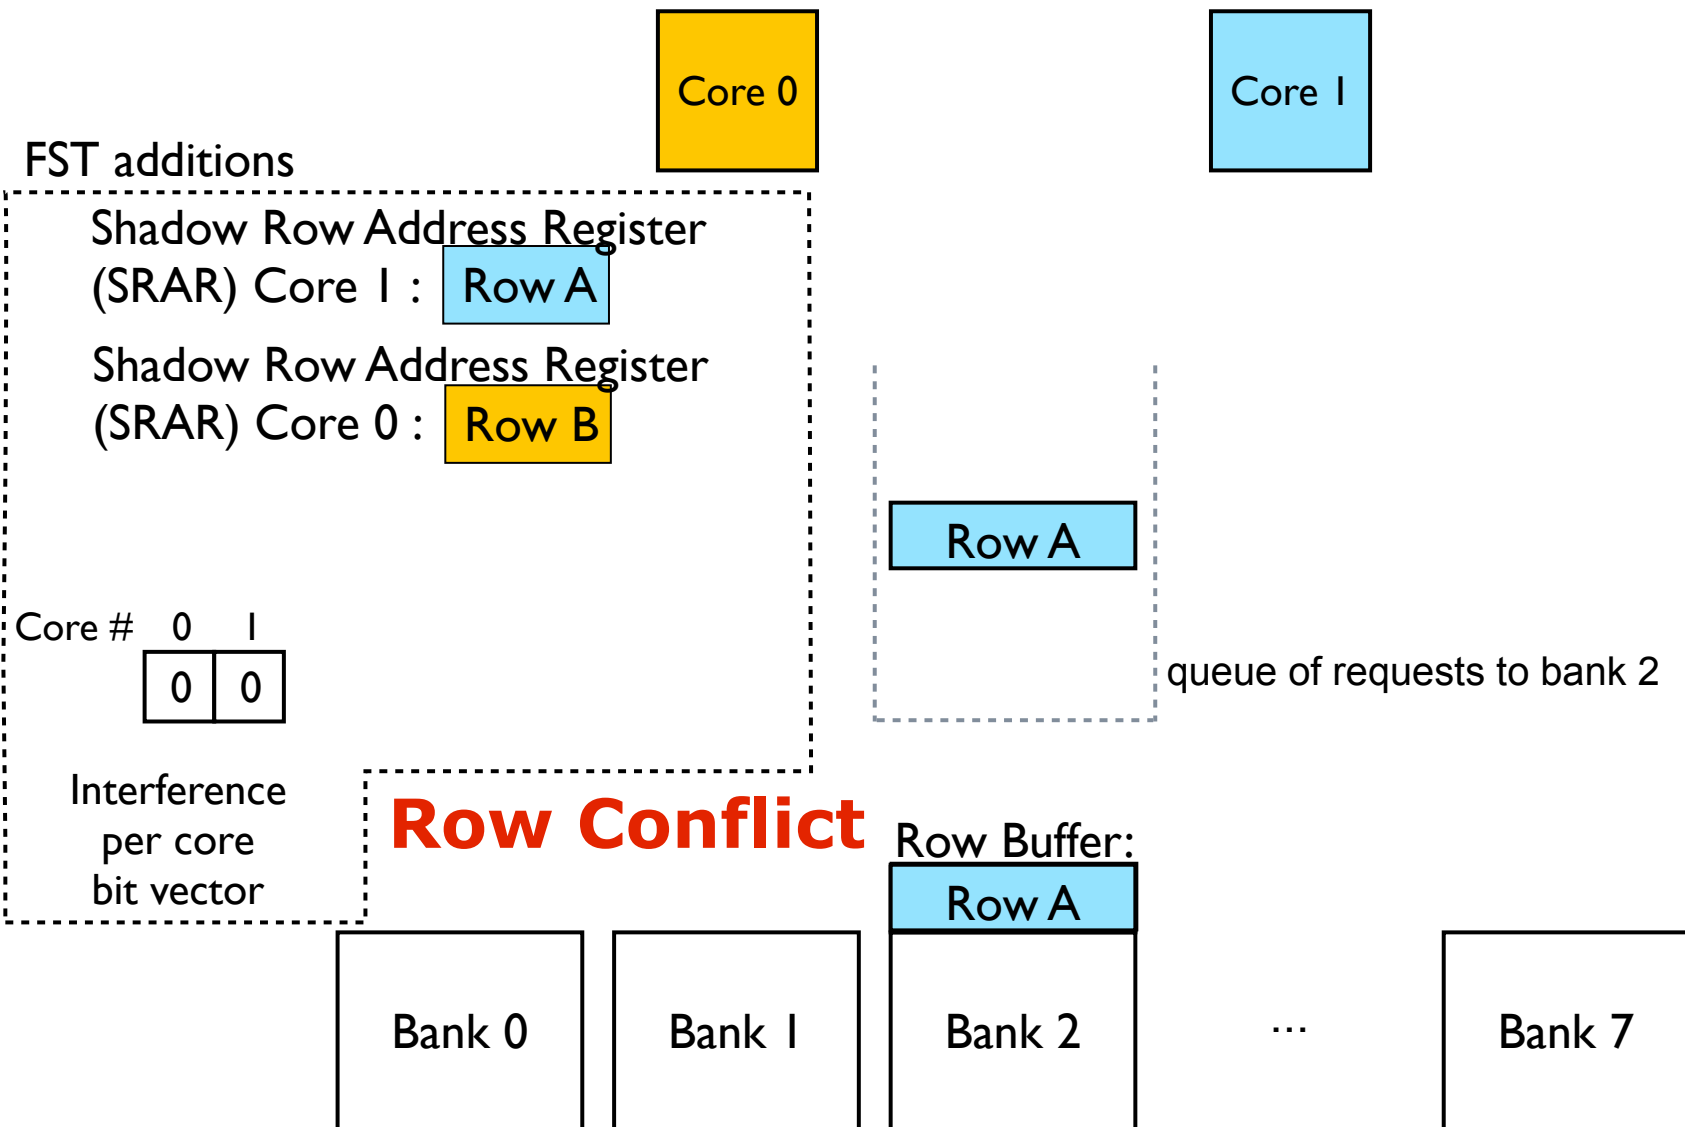 Core 0
Core 1
FST additions
Shadow Row Address Register
(SRAR) Core 1 : Row A
Shadow Row Address Register
(SRAR) Core 0 : Row B
Row A
Core # 0 1
0 0
queue of requests to bank 2
Interference
per core
bit vector
Row Conflict
Row Buffer:
Row A
Bank 0
Bank 1
Bank 2
...
Bank 7